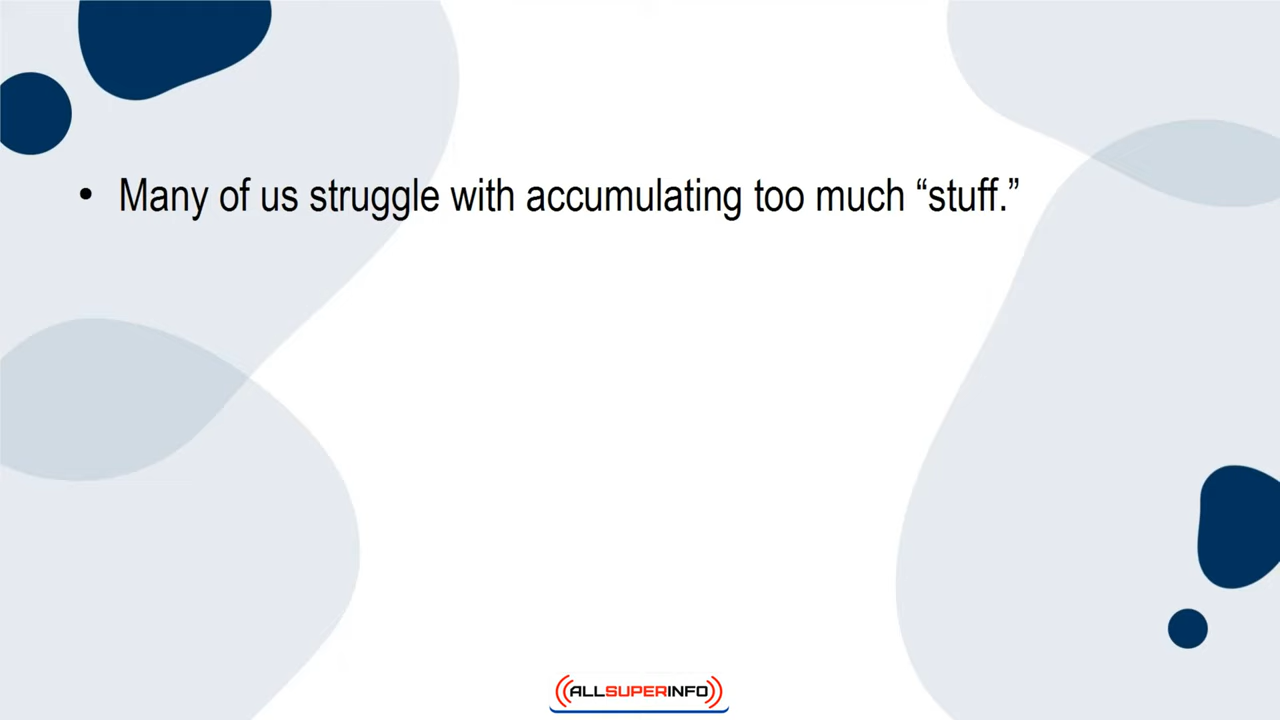 • Many of us struggle with accumulating too much “stuff.”
ALLSUPERINFO